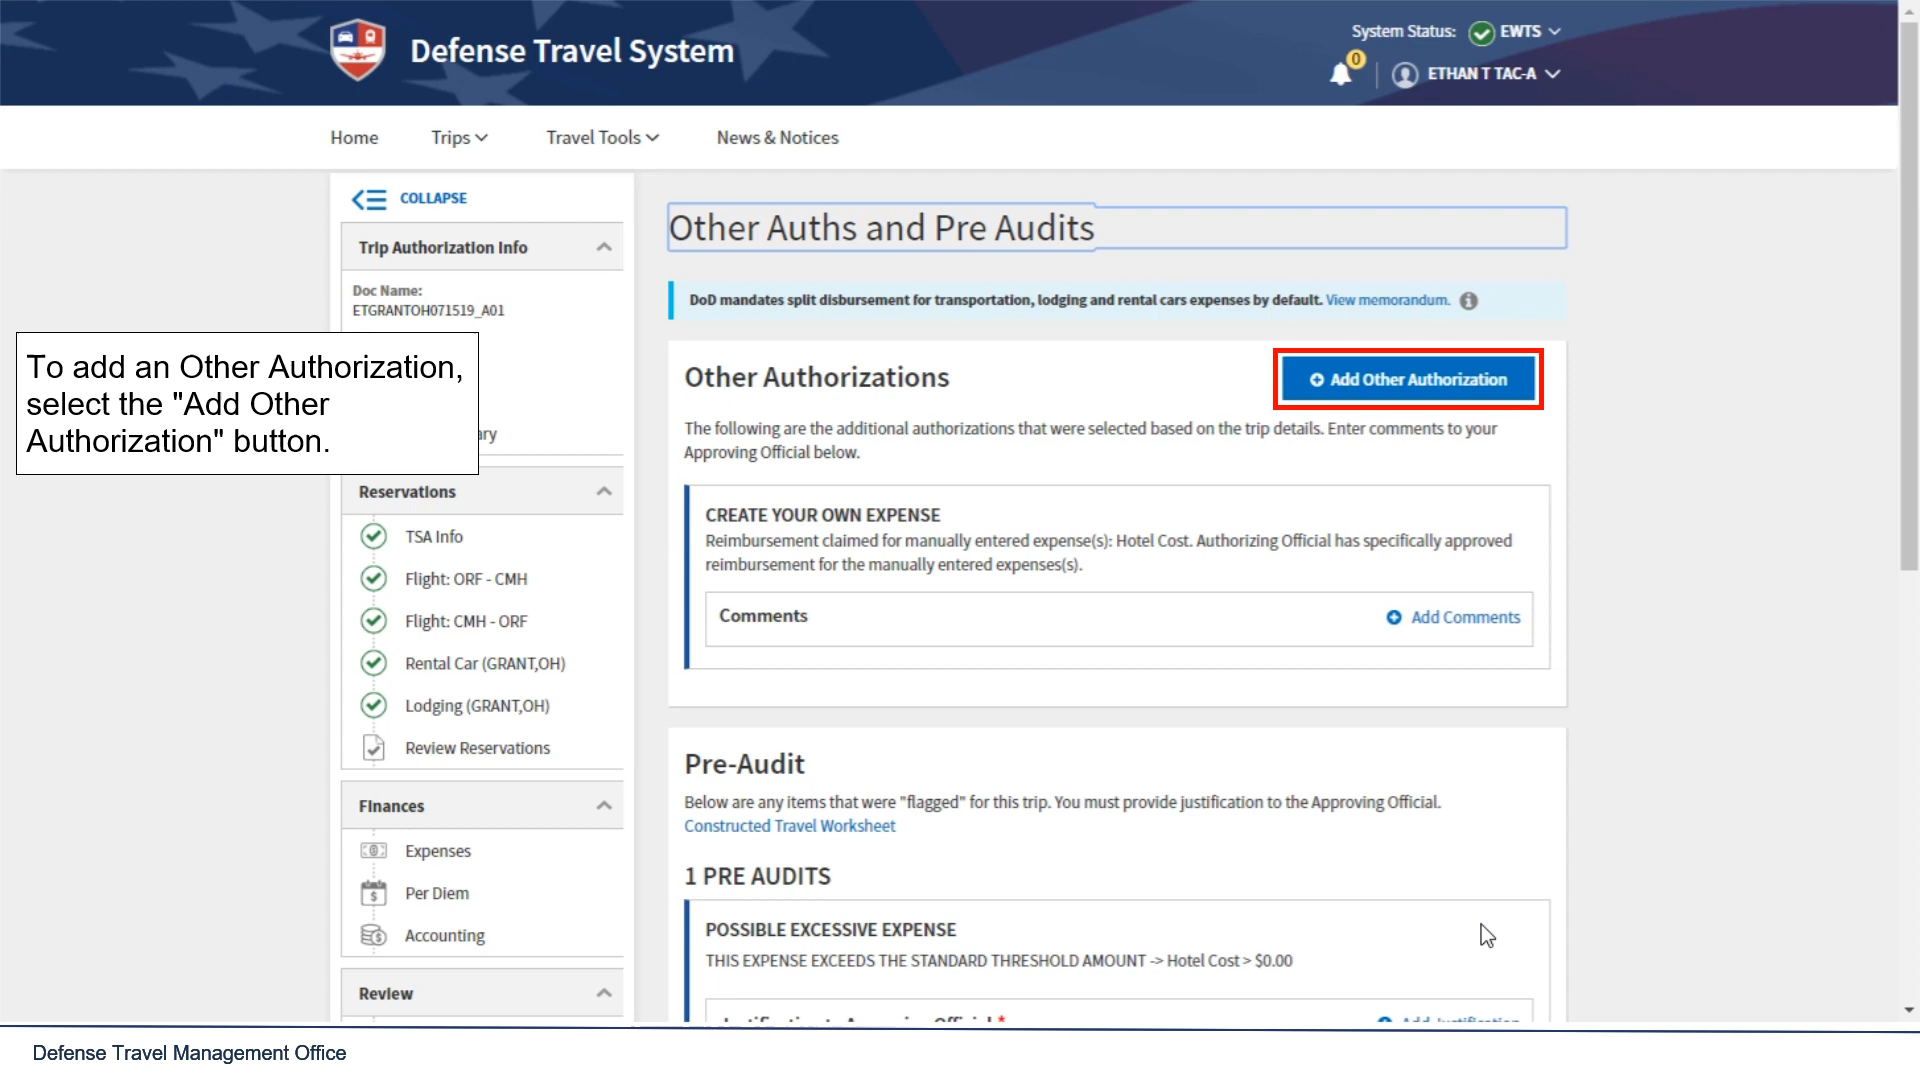 Defense Travel System
System Status: EWTS
0
ETHAN T TAC-A
Home
Trips
Travel Tools
News & Notices
COLLAPSE
Trip Authorization Info
Doc Name:
ETGRANTOH071519_A01
To add an Other Authorization,
select the "Add Other
Authorization" button.
Reservations
TSA Info
Flight: ORF - CMH
Flight: CMH - ORF
Rental Car (GRANT,OH)
Lodging (GRANT,OH)
Review Reservations
Finances
Expenses
Per Diem
Accounting
Review
Other Auths and Pre Audits
DoD mandates split disbursement for transportation, lodging and rental cars expenses by default. View memorandum.
Other Authorizations
Add Other Authorization
The following are the additional authorizations that were selected based on the trip details. Enter comments to your
Approving Official below.
CREATE YOUR OWN EXPENSE
Reimbursement claimed for manually entered expense(s): Hotel Cost. Authorizing Official has specifically approved
reimbursement for the manually entered expenses(s).
Comments
Add Comments
Pre-Audit
Below are any items that were "flagged" for this trip. You must provide justification to the Approving Official.
Constructed Travel Worksheet
1 PRE AUDITS
POSSIBLE EXCESSIVE EXPENSE
THIS EXPENSE EXCEEDS THE STANDARD THRESHOLD AMOUNT -> Hotel Cost > $0.00
Defense Travel Management Office